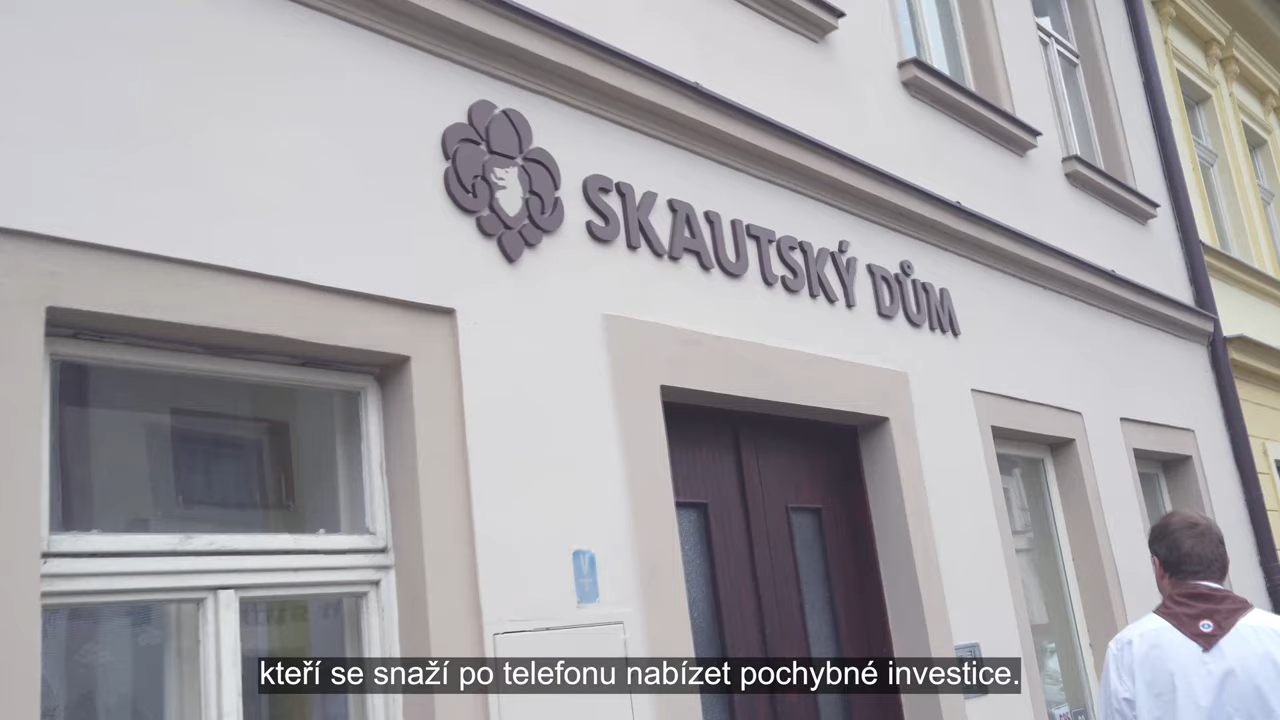 SKAUTSKÝ DŮM
V
kteří se snaží po telefonu nabízet pochybné investice.